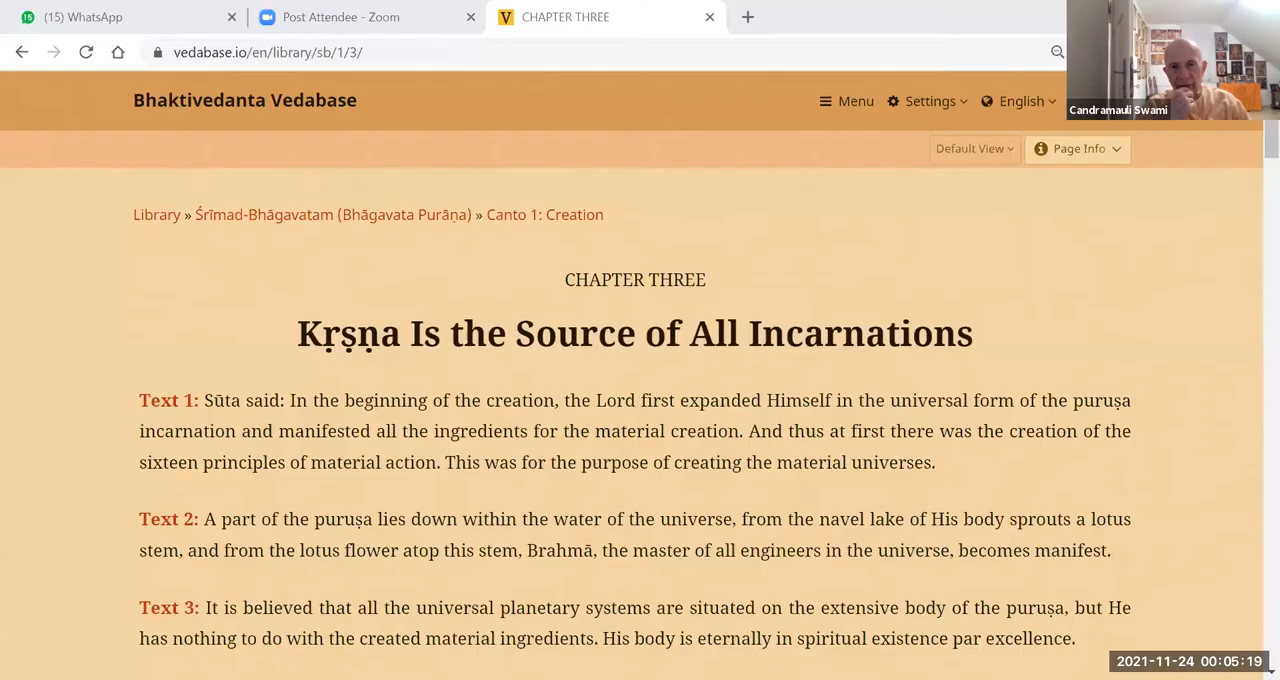 (15) WhatsApp
Post Attendee - Zoom
CHAPTER THREE
vedabase.io/en/library/sb/1/3/
Candramauli Swami
Bhaktivedanta Vedabase
Menu
Settings
English
Default View
Page Info
Library » Śrīmad-Bhāgavatam (Bhāgavata Purāṇa) » Canto 1: Creation
CHAPTER THREE
Kṛṣṇa Is the Source of All Incarnations
Text 1: Sūta said: In the beginning of the creation, the Lord first expanded Himself in the universal form of the puruṣa
incarnation and manifested all the ingredients for the material creation. And thus at first there was the creation of the
sixteen principles of material action. This was for the purpose of creating the material universes.
Text 2: A part of the puruṣa lies down within the water of the universe, from the navel lake of His body sprouts a lotus
stem, and from the lotus flower atop this stem, Brahmā, the master of all engineers in the universe, becomes manifest.
Text 3: It is believed that all the universal planetary systems are situated on the extensive body of the puruṣa, but He
has nothing to do with the created material ingredients. His body is eternally in spiritual existence par excellence.
2021-11-24 00:05:19